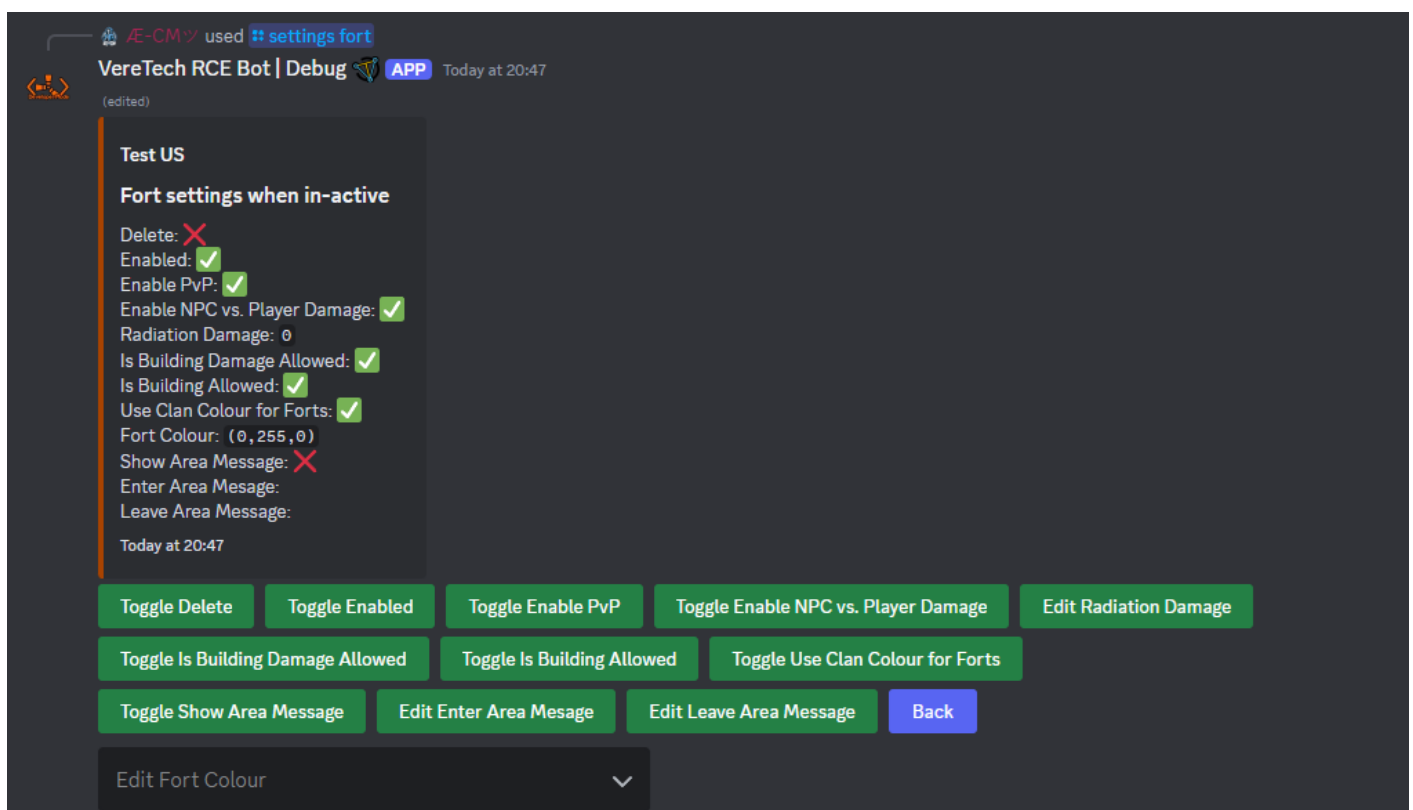 Æ-CMツ used settings fort
VereTech RCE Bot | Debug APP Today at 20:47
(edited)
Test US
Fort settings when in-active
Delete: ❌
Enabled: ✅
Enable PvP: ✅
Enable NPC vs. Player Damage: ✅
Radiation Damage: 0
Is Building Damage Allowed: ✅
Is Building Allowed: ✅
Use Clan Colour for Forts: ✅
Fort Colour: (0,255,0)
Show Area Message: ❌
Enter Area Mesage:
Leave Area Message:
Today at 20:47
Toggle Delete Toggle Enabled Toggle Enable PvP Toggle Enable NPC vs. Player Damage Edit Radiation Damage
Toggle Is Building Damage Allowed Toggle Is Building Allowed Toggle Use Clan Colour for Forts
Toggle Show Area Message Edit Enter Area Mesage Edit Leave Area Message Back
Edit Fort Colour